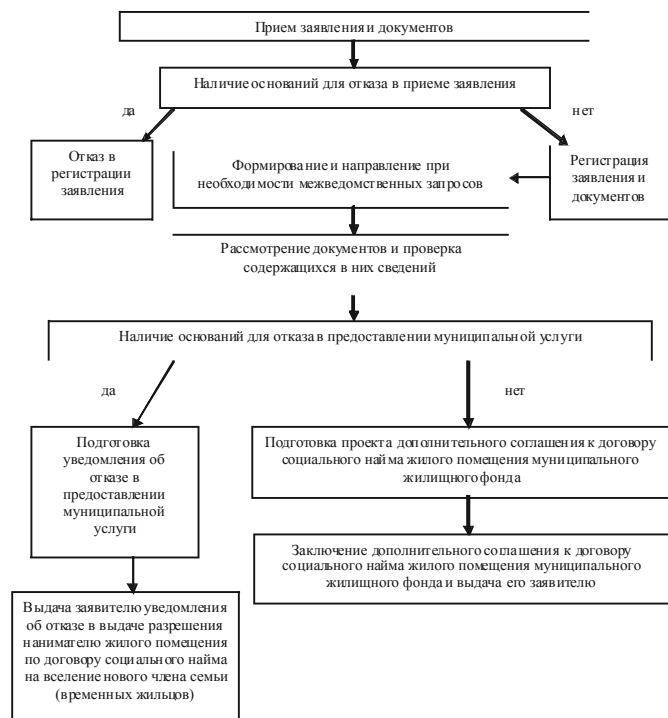 Прием заявления и документов
Наличие оснований для отказа в приеме заявления
да
нет
Отказ в
регистрации
заявления
Формирование и направление при
необходимости межведомственных запросов
Регистрация
заявления и
документов
Рассмотрение документов и проверка
содержащихся в них сведений
Наличие оснований для отказа в предоставлении муниципальной услуги
да
нет
Подготовка
уведомления об
отказе в
предоставлении
муниципальной
услуги
Подготовка проекта дополнительного соглашения к договору
социального найма жилого помещения муниципального
жилищного фонда
Заключение дополнительного соглашения к договору
социального найма жилого помещения муниципального
жилищного фонда и выдача его заявителю
Выдача заявителю уведомления
об отказе в выдаче разрешения
нанимателю жилого помещения
по договору социального найма
на вселение нового члена семьи
(временных жильцов)